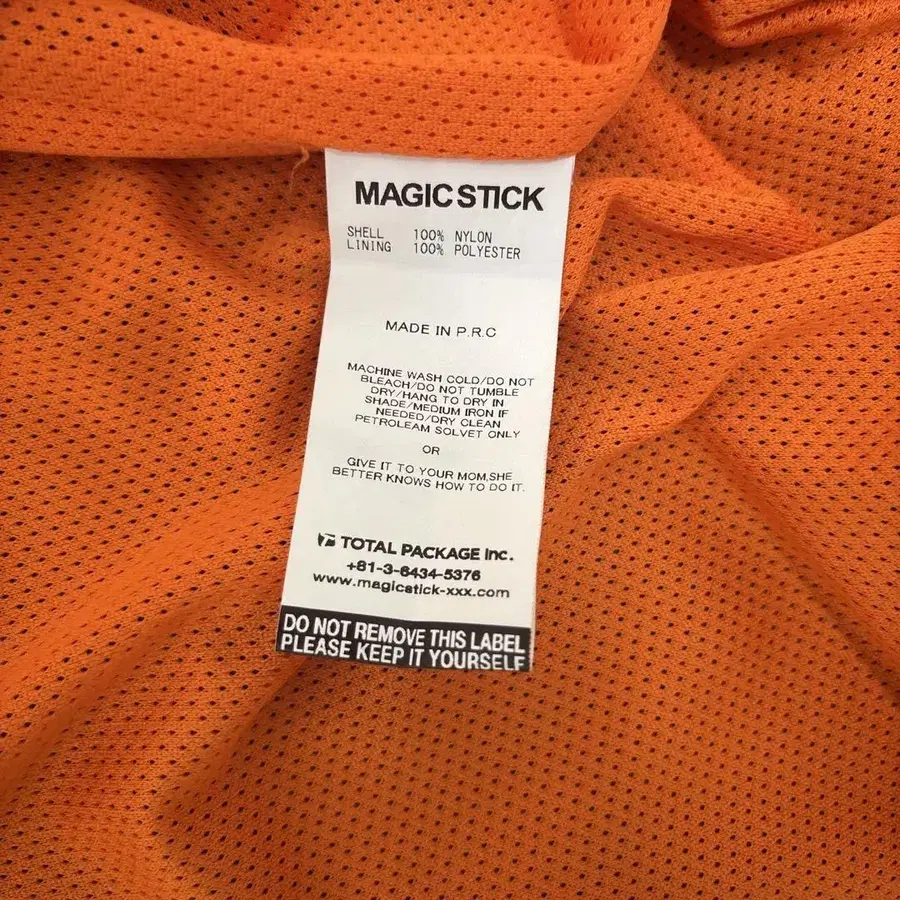 MAGIC STICK
SHELL 100% NYLON
LINING 100% POLYESTER
MADE IN P.R.C
MACHINE WASH COLD/DO NOT
BLEACH/DO NOT TUMBLE
DRY/HANG TO DRY IN
SHADE/MEDIUM IRON IF
NEEDED/DRY CLEAN
PETROLEAM SOLVET ONLY
OR
GIVE IT TO YOUR MOM,SHE
BETTER KNOWS HOW TO DO IT.
TOTAL PACKAGE Inc.
+81-3-6434-5376
www.magicstick-xxx.com
DO NOT REMOVE THIS LABEL
PLEASE KEEP IT YOURSELF